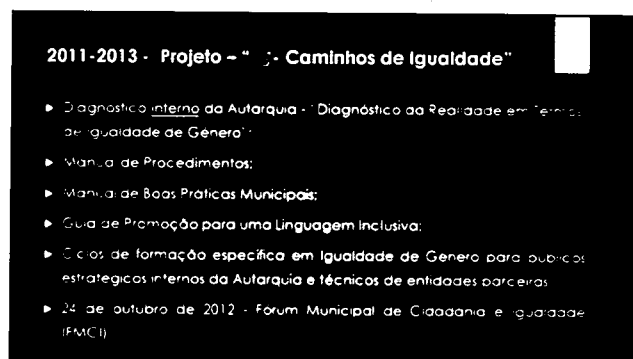 2011-2013 - Projeto – " - Caminhos de Igualdade"
Diagnóstico interno da Autarquia - "Diagnóstico da Realidade em Termos
de Igualdade de Género";
Manual de Procedimentos;
Manual de Boas Práticas Municipais;
Guia de Promoção para uma Linguagem Inclusiva;
Ciclos de formação específica em Igualdade de Género para públicos
estratégicos internos da Autarquia e técnicos de entidades parceiras
24 de outubro de 2012 - Fórum Municipal de Cidadania e Igualdade
(FMCI)